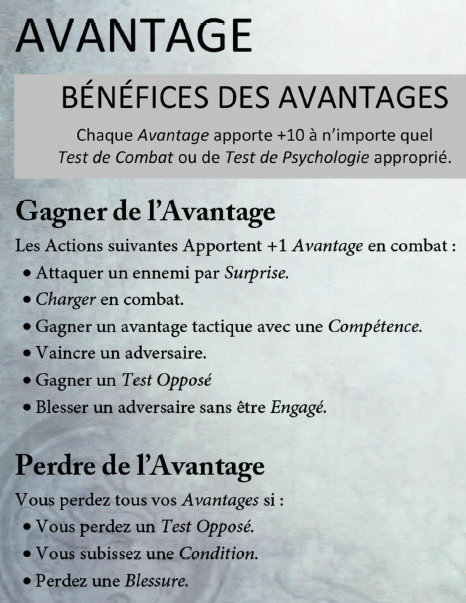 AVANTAGE
BÉNÉFICES DES AVANTAGES
Chaque Avantage apporte +10 à n’importe quel
Test de Combat ou de Test de Psychologie approprié.
Gagner de l’Avantage
Les Actions suivantes Apportent +1 Avantage en combat :
• Attaquer un ennemi par Surprise.
• Charger en combat.
• Gagner un avantage tactique avec une Compétence.
• Vaincre un adversaire.
• Gagner un Test Opposé
• Blesser un adversaire sans être Engagé.
Perdre de l’Avantage
Vous perdez tous vos Avantages si :
• Vous perdez un Test Opposé.
• Vous subissez une Condition.
• Perdez une Blessure.